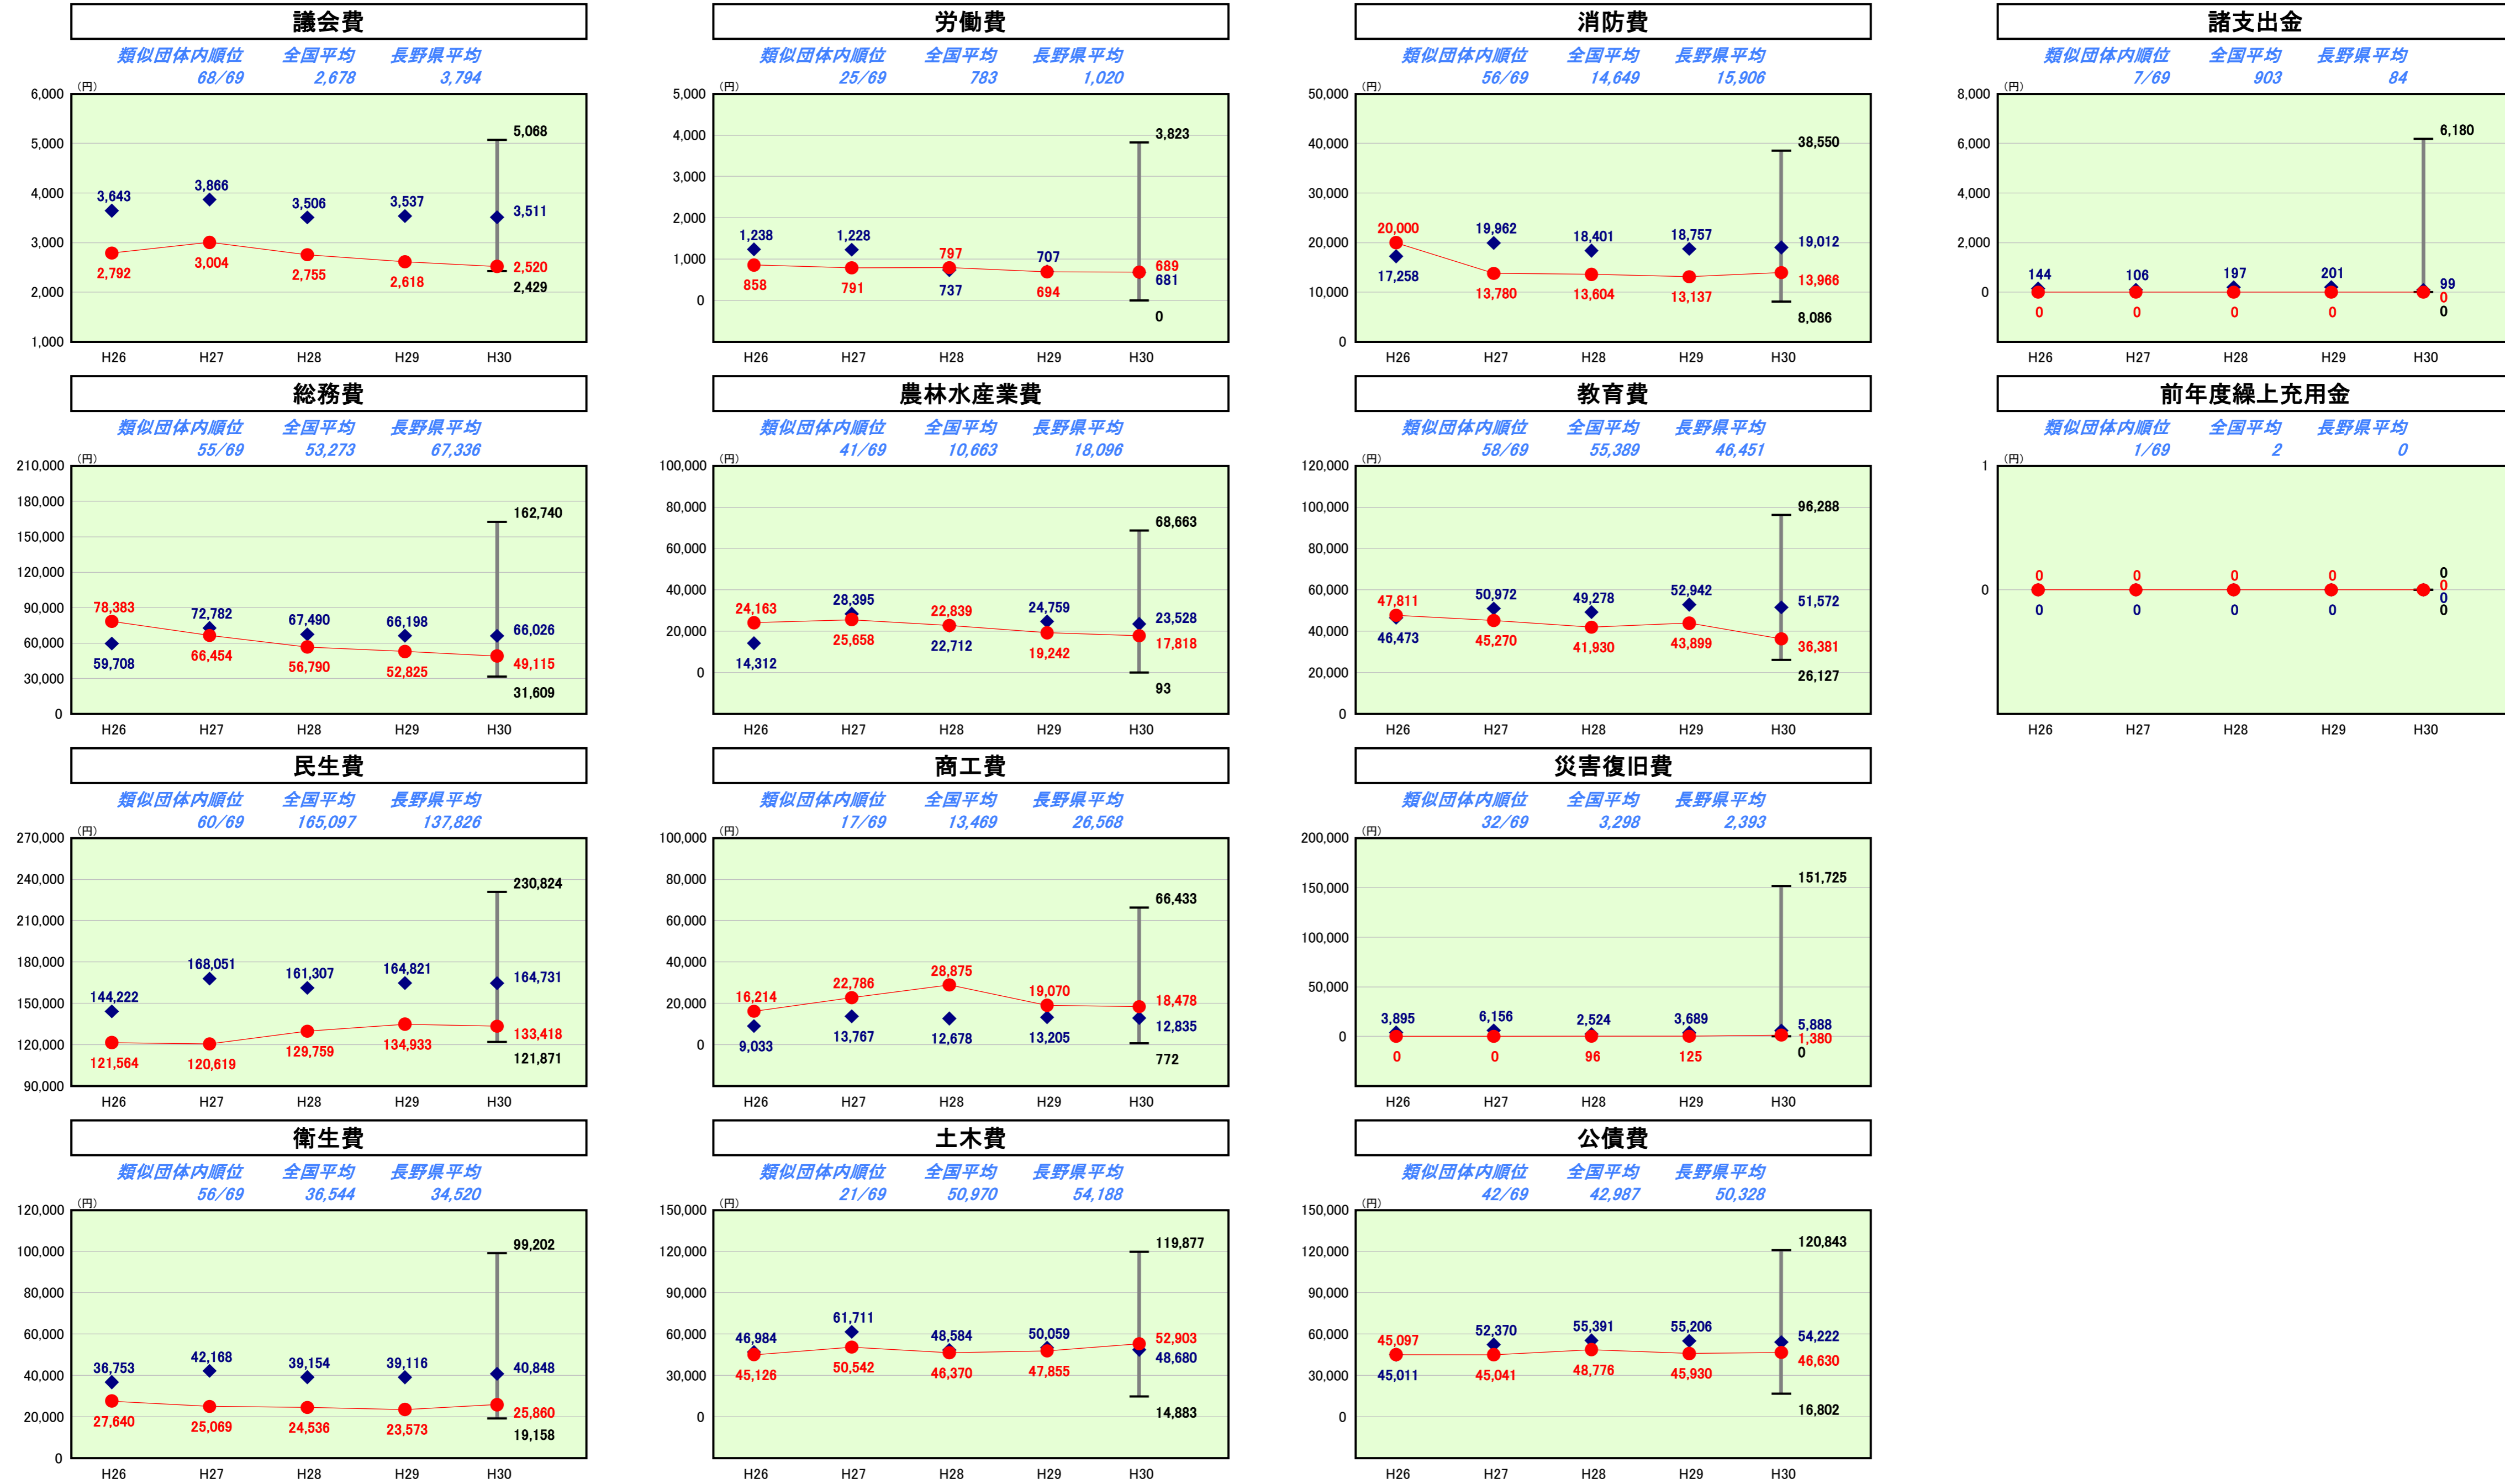 議会費
類似団体内順位 全国平均 長野県平均
68/69 2,678 3,794
(円)
6,000
5,000
4,000
3,000
2,000
1,000
3,643 3,866 3,506 3,537 3,511
2,792 3,004 2,755 2,618 2,520
5,068
2,429
H26 H27 H28 H29 H30
労働費
類似団体内順位 全国平均 長野県平均
25/69 783 1,020
(円)
5,000
4,000
3,000
2,000
1,000
0
1,238 1,228 737 707 681
858 791 797 694 689
3,823
0
H26 H27 H28 H29 H30
消防費
類似団体内順位 全国平均 長野県平均
56/69 14,649 15,906
(円)
50,000
40,000
30,000
20,000
10,000
0
17,258 19,962 18,401 18,757 19,012
20,000 13,780 13,604 13,137 13,966
38,550
8,086
H26 H27 H28 H29 H30
諸支出金
類似団体内順位 全国平均 長野県平均
7/69 903 84
(円)
8,000
6,000
4,000
2,000
0
144 106 197 201 99
0 0 0 0 0
6,180
0
H26 H27 H28 H29 H30
総務費
類似団体内順位 全国平均 長野県平均
55/69 53,273 67,336
(円)
210,000
180,000
150,000
120,000
90,000
60,000
30,000
0
59,708 72,782 67,490 66,198 66,026
78,383 66,454 56,790 52,825 49,115
162,740
31,609
H26 H27 H28 H29 H30
農林水産業費
類似団体内順位 全国平均 長野県平均
41/69 10,663 18,096
(円)
100,000
80,000
60,000
40,000
20,000
0
14,312 28,395 22,712 24,759 23,528
24,163 25,658 22,839 19,242 17,818
68,663
93
H26 H27 H28 H29 H30
教育費
類似団体内順位 全国平均 長野県平均
58/69 55,389 46,451
(円)
120,000
100,000
80,000
60,000
40,000
20,000
0
46,473 50,972 49,278 52,942 51,572
47,811 45,270 41,930 43,899 36,381
96,288
26,127
H26 H27 H28 H29 H30
前年度繰上充用金
類似団体内順位 全国平均 長野県平均
1/69 2 0
(円)
1
0
0 0 0 0 0
0 0 0 0 0
0
0
H26 H27 H28 H29 H30
民生費
類似団体内順位 全国平均 長野県平均
60/69 165,097 137,826
(円)
270,000
240,000
210,000
180,000
150,000
120,000
90,000
144,222 168,051 161,307 164,821 164,731
121,564 120,619 129,759 134,933 133,418
230,824
121,871
H26 H27 H28 H29 H30
商工費
類似団体内順位 全国平均 長野県平均
17/69 13,469 26,568
(円)
100,000
80,000
60,000
40,000
20,000
0
9,033 13,767 12,678 13,205 12,835
16,214 22,786 28,875 19,070 18,478
66,433
772
H26 H27 H28 H29 H30
災害復旧費
類似団体内順位 全国平均 長野県平均
32/69 3,298 2,393
(円)
200,000
150,000
100,000
50,000
0
3,895 6,156 2,524 3,689 5,888
0 0 96 125 1,380
151,725
0
H26 H27 H28 H29 H30
衛生費
類似団体内順位 全国平均 長野県平均
56/69 36,544 34,520
(円)
120,000
100,000
80,000
60,000
40,000
20,000
0
36,753 42,168 39,154 39,116 40,848
27,640 25,069 24,536 23,573 25,860
99,202
19,158
H26 H27 H28 H29 H30
土木費
類似団体内順位 全国平均 長野県平均
21/69 50,970 54,188
(円)
150,000
120,000
90,000
60,000
30,000
0
46,984 61,711 48,584 50,059 48,680
45,126 50,542 46,370 47,855 52,903
119,877
14,883
H26 H27 H28 H29 H30
公債費
類似団体内順位 全国平均 長野県平均
42/69 42,987 50,328
(円)
150,000
120,000
90,000
60,000
30,000
0
45,011 52,370 55,391 55,206 54,222
45,097 45,041 48,776 45,930 46,630
120,843
16,802
H26 H27 H28 H29 H30